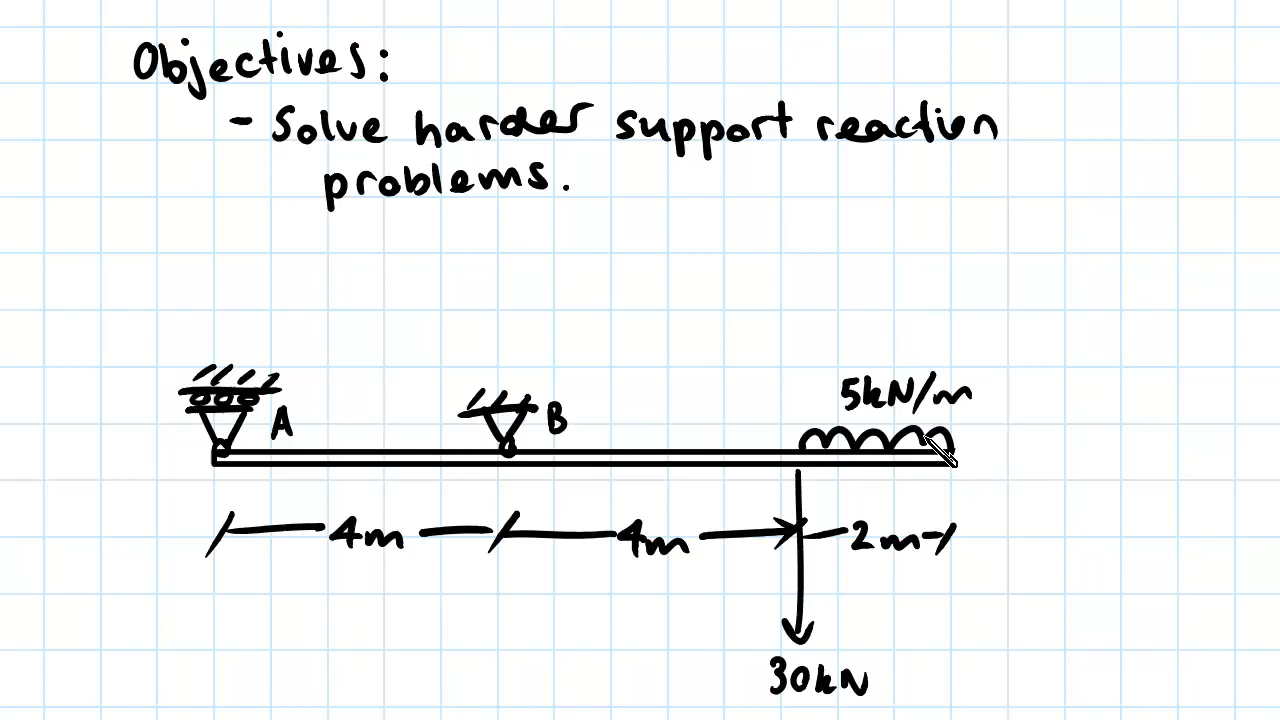 Objectives:
- Solve harder support reaction
problems.
5kN/m
A
B
4m
4m
2m
30kN